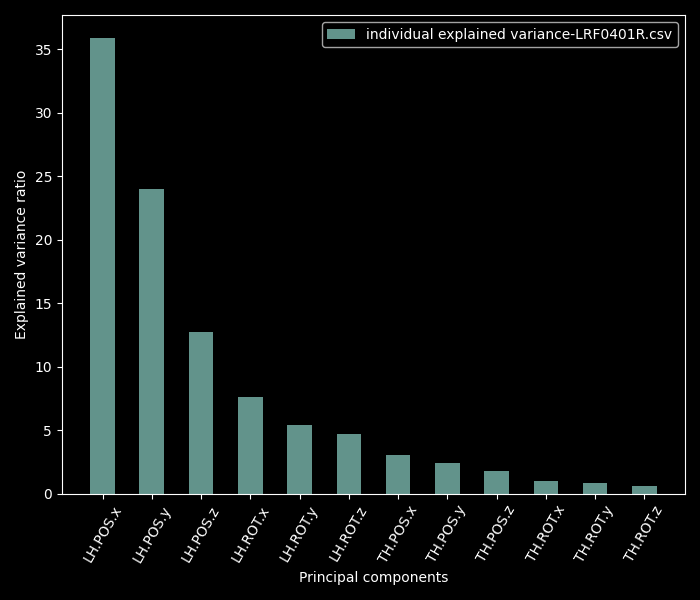 individual explained variance-LRF0401R.csv
Explained variance ratio
35
30
25
20
15
10
5
0
LH.POS.x
LH.POS.y
LH.POS.z
LH.ROT.x
LH.ROT.y
LH.ROT.z
TH.POS.x
TH.POS.y
TH.POS.z
TH.ROT.x
TH.ROT.y
TH.ROT.z
Principal components